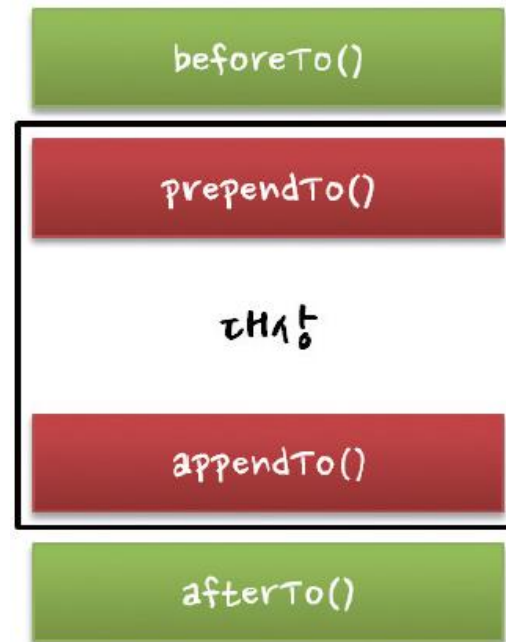 beforeTo()
prependTo()
대상
appendTo()
afterTo()